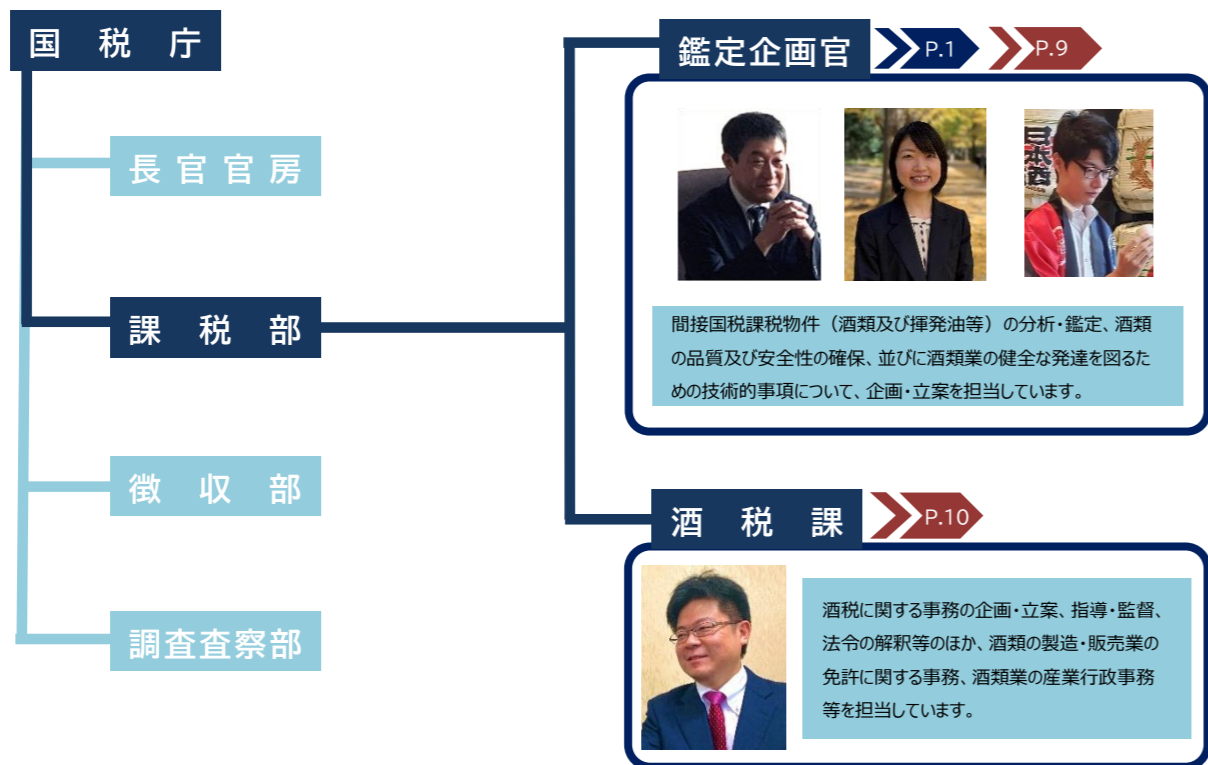 国税庁
長官官房
課税部
徴収部
調査査察部
鑑定企画官
P.1
P.9
日本酒
間接国税課税物件（酒類及び揮発油等）の分析・鑑定、酒類
の品質及び安全性の確保、並びに酒類業の健全な発達を図るた
めの技術的事項について、企画・立案を担当しています。
酒税課
P.10
酒税に関する事務の企画・立案、指導・監督、
法令の解釈等のほか、酒類の製造・販売業の
免許に関する事務、酒類業の産業行政事務
等を担当しています。